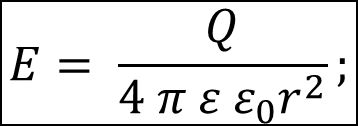 E = Q / 4 π ε ε₀r² ;